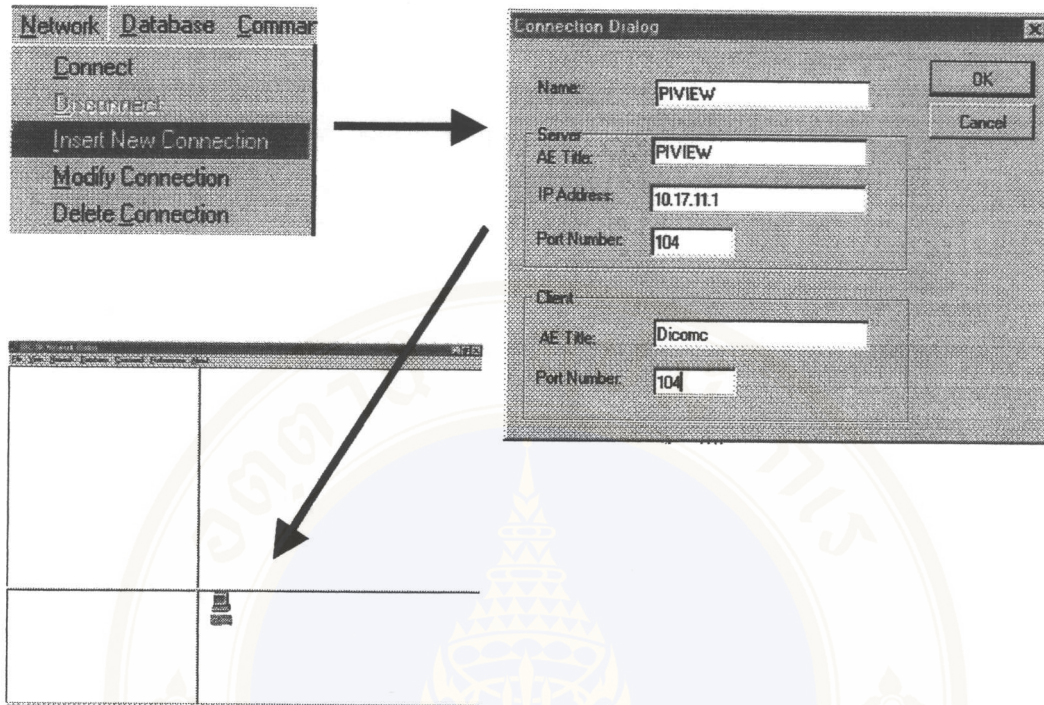 Network Database Commar
Connect
Disconnect
Insert New Connection
Modify Connection
Delete Connection
Connection Dialog
Name: PIVIEW
OK
Cancel
Server
AE Title: PIVIEW
IP Address: 10.17.11.1
Port Number: 104
Client
AE Title: Dicomc
Port Number: 104